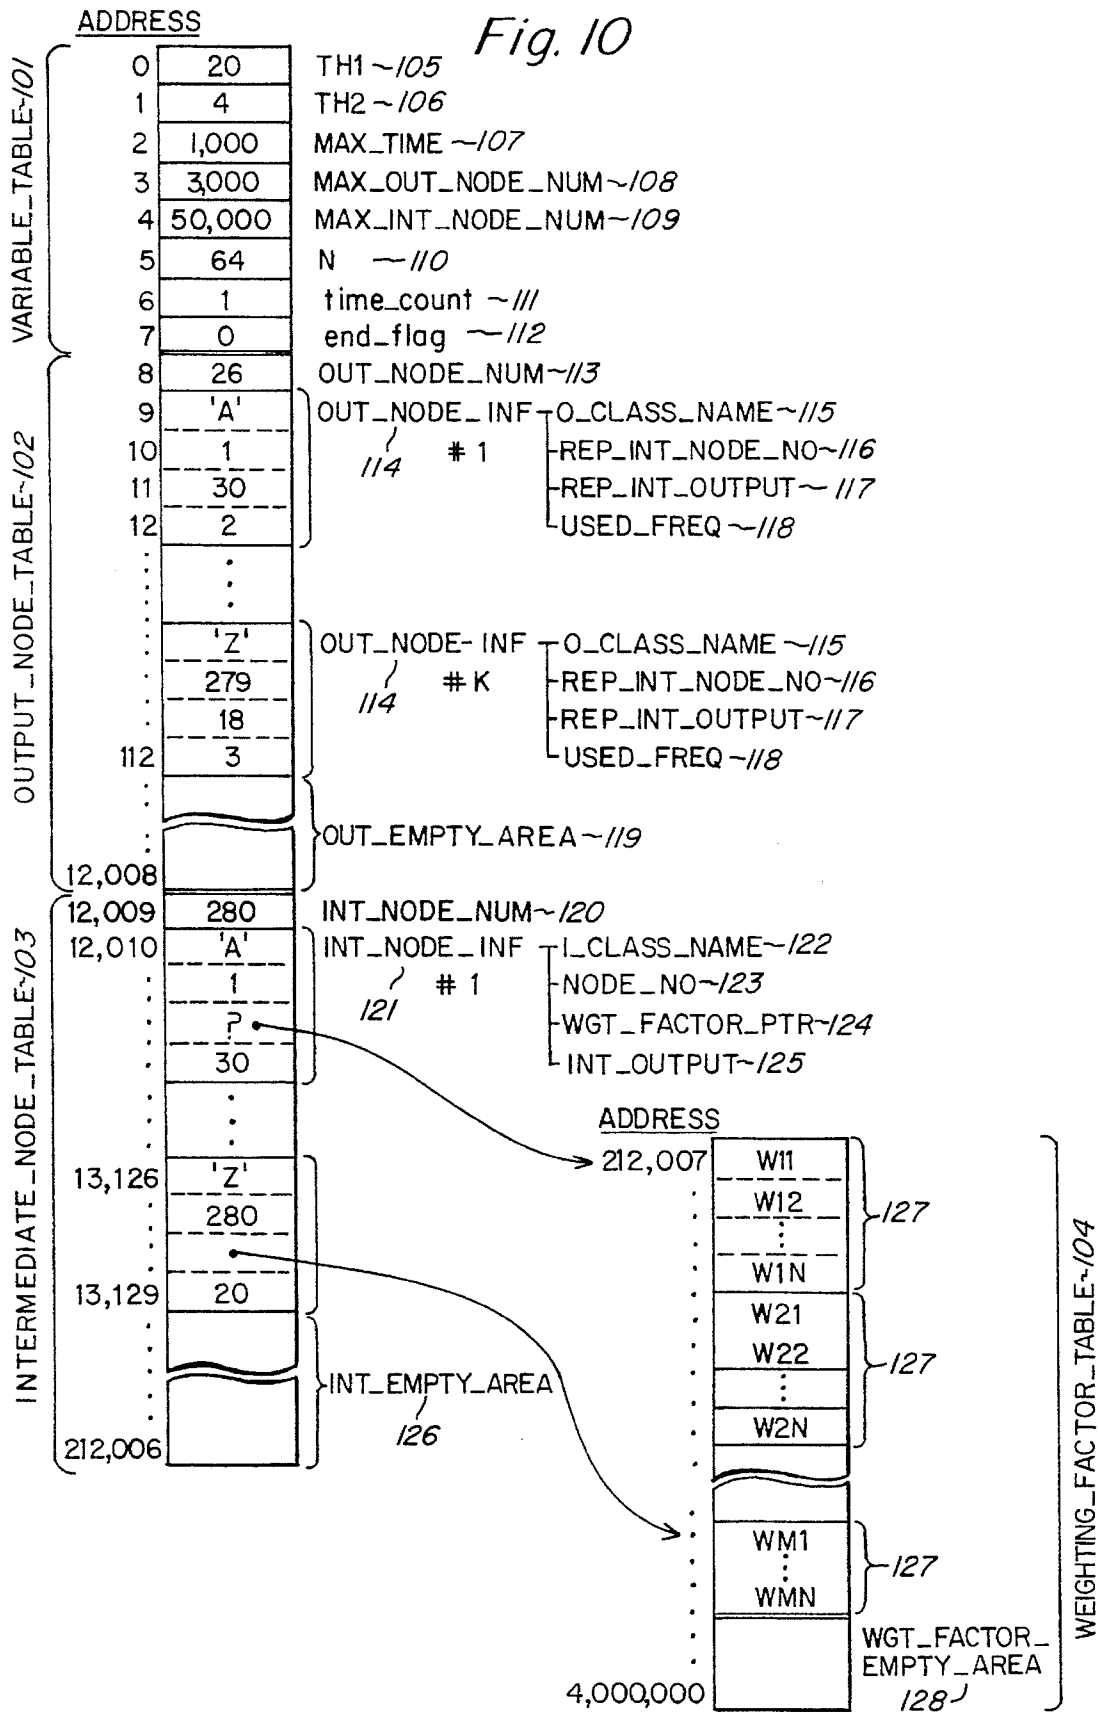 Fig. 10
ADDRESS
VARIABLE_TABLE~101
0 20 TH1 ~105
1 4 TH2 ~106
2 1,000 MAX_TIME ~107
3 3,000 MAX_OUT_NODE_NUM~108
4 50,000 MAX_INT_NODE_NUM~109
5 64 N ~110
6 1 time_count ~111
7 0 end_flag ~112
OUTPUT_NODE_TABLE~102
8 26 OUT_NODE_NUM~113
9 'A' OUT_NODE_INF O_CLASS_NAME~115
10 1 114 #1 REP_INT_NODE_NO~116
11 30 REP_INT_OUTPUT~117
12 2 USED_FREQ ~118
'Z' OUT_NODE-INF O_CLASS_NAME ~115
279 114 #K REP_INT_NODE_NO~116
18 REP_INT_OUTPUT~117
112 3 USED_FREQ ~118
OUT_EMPTY_AREA ~119
12,008
INTERMEDIATE_NODE_TABLE~103
12,009 280 INT_NODE_NUM~120
12,010 'A' INT_NODE_INF I_CLASS_NAME~122
1 121 #1 NODE_NO~123
? WGT_FACTOR_PTR~124
30 INT_OUTPUT~125
13,126 'Z'
280
13,129 20
INT_EMPTY_AREA
126
212,006
ADDRESS
WEIGHTING_FACTOR_TABLE~104
212,007 W11
W12 127
W1N
W21
W22 127
W2N
WM1
127
WMN
WGT_FACTOR_
EMPTY_AREA
4,000,000 128